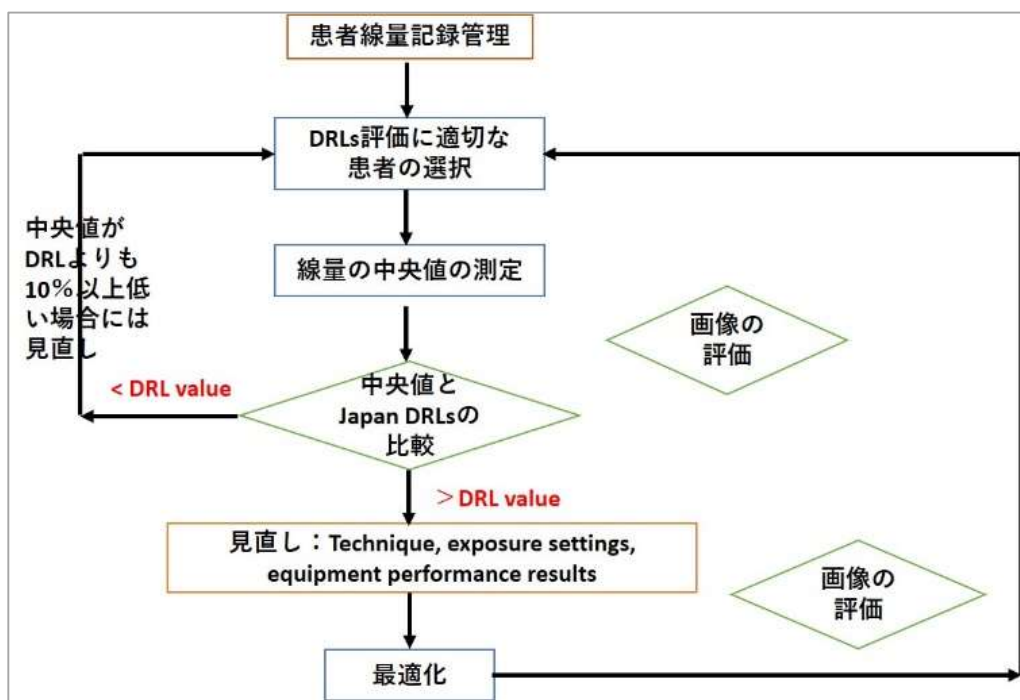 患者線量記録管理
DRLs評価に適切な
患者の選択
中央値が
DRLよりも
10%以上低
い場合には
見直し
線量の中央値の測定
画像の
評価
< DRL value
中央値と
Japan DRLsの
比較
＞DRL value
見直し：Technique, exposure settings,
equipment performance results
画像の
評価
最適化